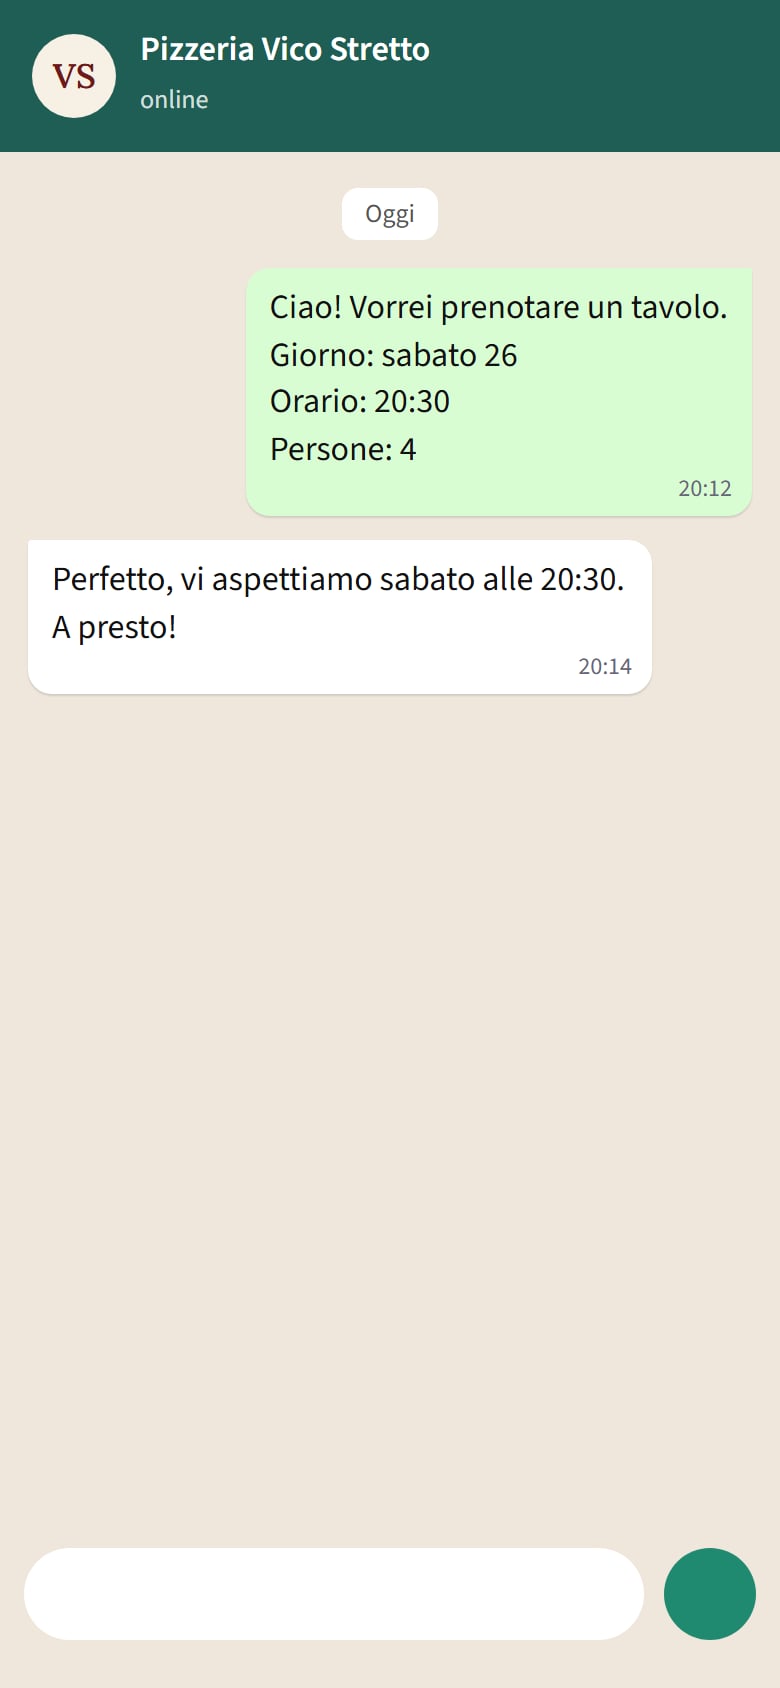 VS
Pizzeria Vico Stretto
online
Oggi
Ciao! Vorrei prenotare un tavolo.
Giorno: sabato 26
Orario: 20:30
Persone: 4
20:12
Perfetto, vi aspettiamo sabato alle 20:30.
A presto!
20:14